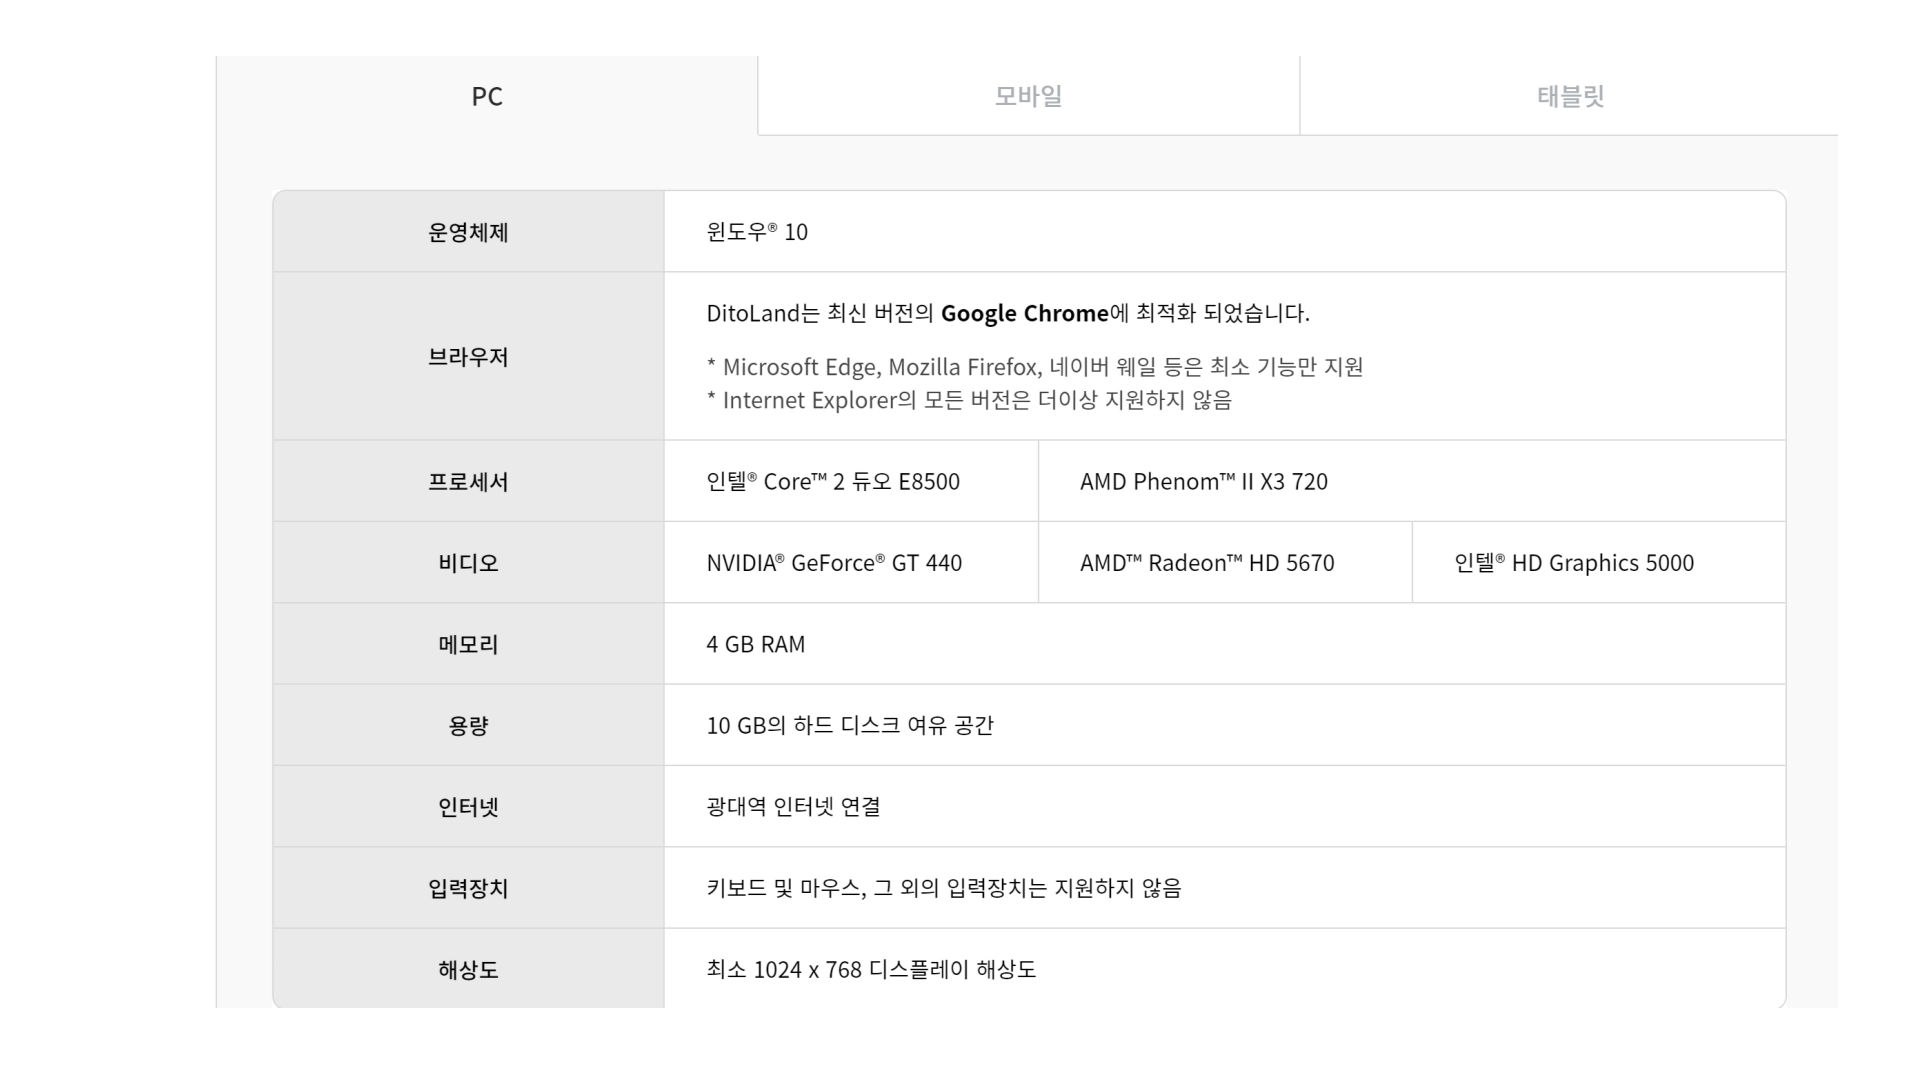 PC
모바일
태블릿
운영체제
윈도우® 10
브라우저
DitoLand는 최신 버전의 Google Chrome에 최적화 되었습니다.
* Microsoft Edge, Mozilla Firefox, 네이버 웨일 등은 최소 기능만 지원
* Internet Explorer의 모든 버전은 더이상 지원하지 않음
프로세서
인텔® Core™ 2 듀오 E8500
AMD Phenom™ II X3 720
비디오
NVIDIA® GeForce® GT 440
AMD™ Radeon™ HD 5670
인텔® HD Graphics 5000
메모리
4 GB RAM
용량
10 GB의 하드 디스크 여유 공간
인터넷
광대역 인터넷 연결
입력장치
키보드 및 마우스, 그 외의 입력장치는 지원하지 않음
해상도
최소 1024 x 768 디스플레이 해상도